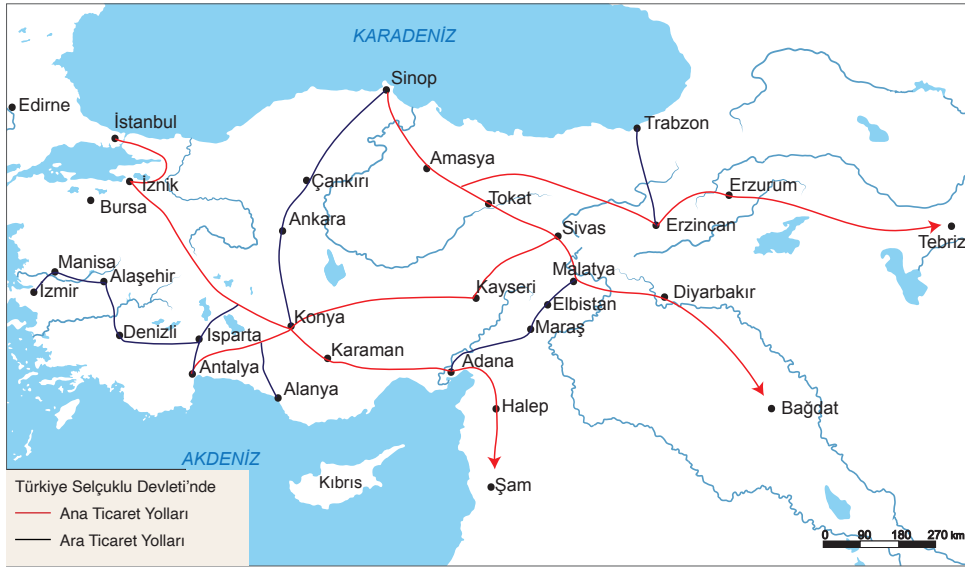 KARADENİZ
Sinop
Edirne
İstanbul
Trabzon
Amasya
İznik
Çankırı
Erzurum
Bursa
Tokat
Ankara
Erzincan
Sivas
Tebriz
Manisa
Alaşehir
Malatya
İzmir
Kayseri
Diyarbakır
Elbistan
Konya
Denizli
Isparta
Maraş
Karaman
Antalya
Adana
Alanya
Halep
Bağdat
AKDENİZ
Kıbrıs
Şam
Türkiye Selçuklu Devleti’nde
Ana Ticaret Yolları
Ara Ticaret Yolları
0 90 180 270 km